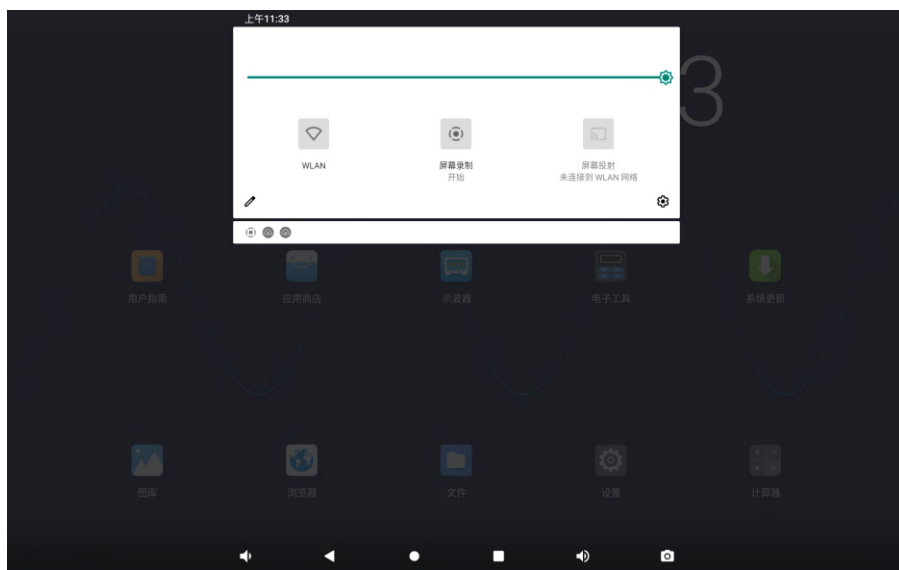 上午11:33
3
WLAN
屏幕录制
开始
屏幕投射
未连接到 WLAN 网络
用户指南
应用商店
示波器
电子工具
系统更新
图库
浏览器
文件
设置
计算器